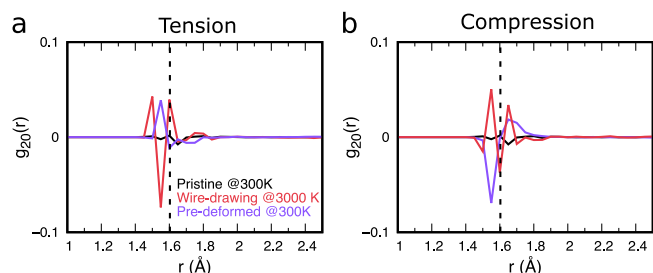 a
Tension
0.1
0
-0.1
g20(r)
Pristine @300K
Wire-drawing @3000 K
Pre-deformed @300K
1 1.2 1.4 1.6 1.8 2 2.2 2.4
r (Å)
b
Compression
0.1
0
-0.1
g20(r)
1 1.2 1.4 1.6 1.8 2 2.2 2.4
r (Å)